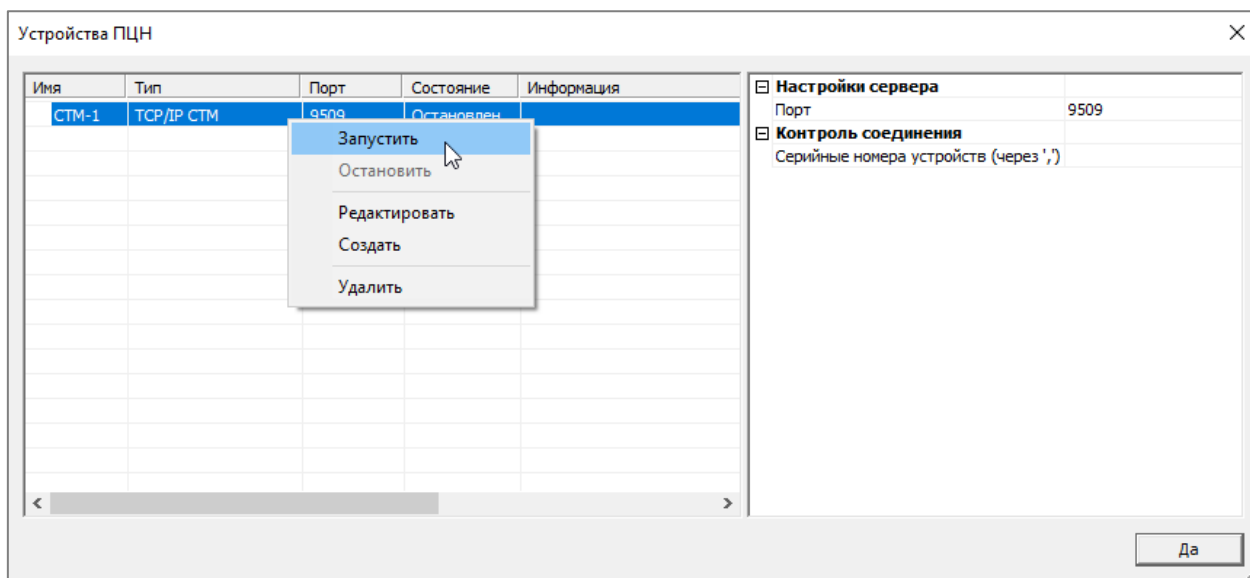 Устройства ПЦН
Имя Тип Порт Состояние Информация
СТМ-1 TCP/IP СТМ 9509 Остановлен
Запустить
Остановить
Редактировать
Создать
Удалить
Настройки сервера
Порт 9509
Контроль соединения
Серийные номера устройств (через ',')
Да